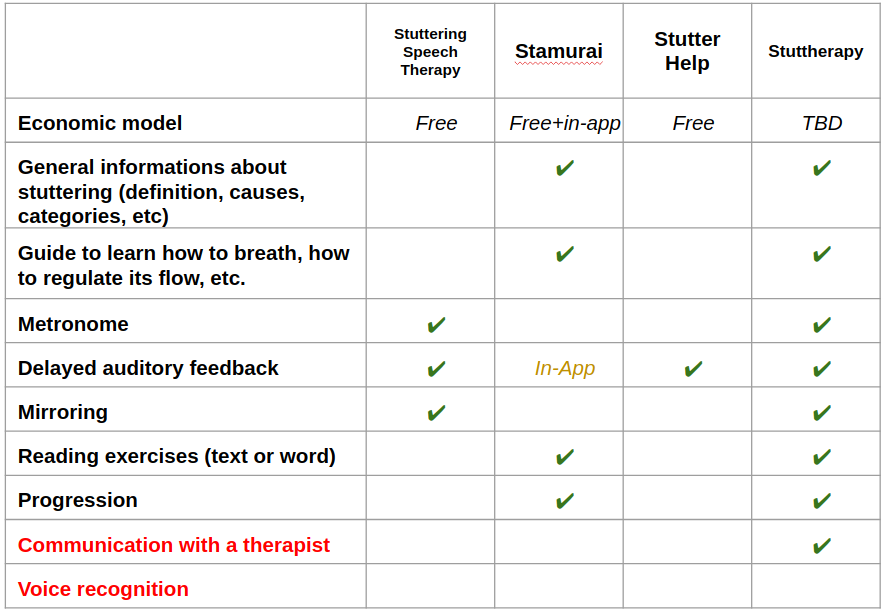 Stuttering
Speech
Therapy
Stamurai
Stutter
Help
Stuttherapy
Economic model Free Free+in-app Free TBD
General informations about ✔ ✔
stuttering (definition, causes,
categories, etc)
Guide to learn how to breath, how ✔ ✔
to regulate its flow, etc.
Metronome ✔ ✔
Delayed auditory feedback ✔ In-App ✔ ✔
Mirroring ✔ ✔
Reading exercises (text or word) ✔ ✔
Progression ✔ ✔
Communication with a therapist ✔
Voice recognition